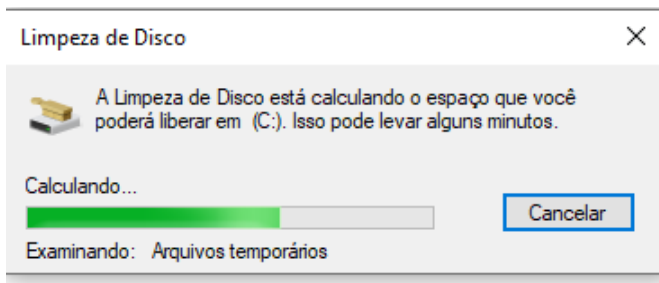 Limpeza de Disco
A Limpeza de Disco está calculando o espaço que você
poderá liberar em (C:). Isso pode levar alguns minutos.
Calculando...
Cancelar
Examinando: Arquivos temporários